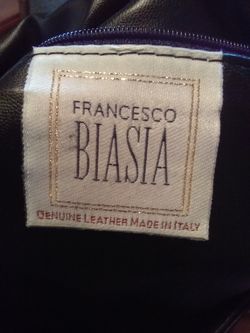 FRANCESCO
BIASIA
GENUINE LEATHER MADE IN ITALY